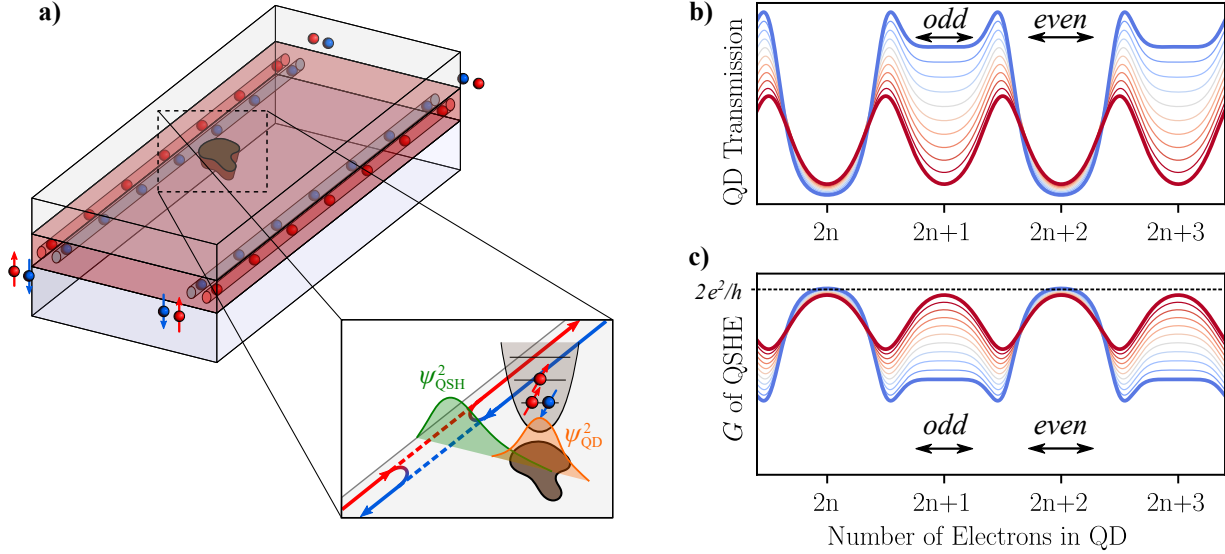 a)
ψ²QSH
ψ²QD
b)
QD Transmission
odd
even
2n
2n+1
2n+2
2n+3
c)
2e²/h
G of QSHE
odd
even
2n
2n+1
2n+2
2n+3
Number of Electrons in QD